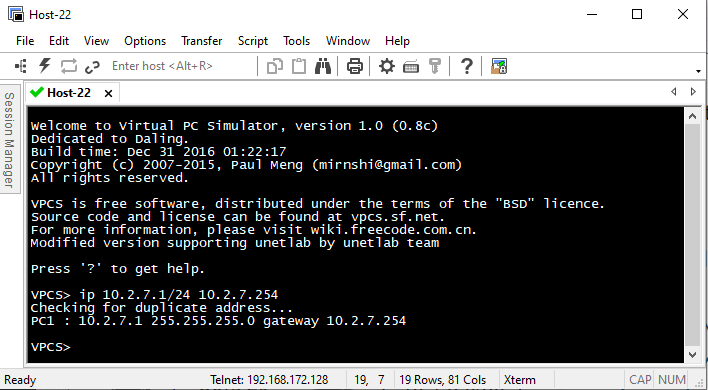 Host-22
File Edit View Options Transfer Script Tools Window Help
Enter host <Alt+R>
Session Manager
Host-22
Welcome to Virtual PC Simulator, version 1.0 (0.8c)
Dedicated to Daling.
Build time: Dec 31 2016 01:22:17
Copyright (c) 2007-2015, Paul Meng (mirnshi@gmail.com)
All rights reserved.
VPCS is free software, distributed under the terms of the "BSD" licence.
Source code and license can be found at vpcs.sf.net.
For more information, please visit wiki.freecode.com.cn.
Modified version supporting unetlab by unetlab team
Press '?' to get help.
VPCS> ip 10.2.7.1/24 10.2.7.254
Checking for duplicate address...
PC1 : 10.2.7.1 255.255.255.0 gateway 10.2.7.254
VPCS>
Ready Telnet: 192.168.172.128 19, 7 19 Rows, 81 Cols Xterm CAP NUM